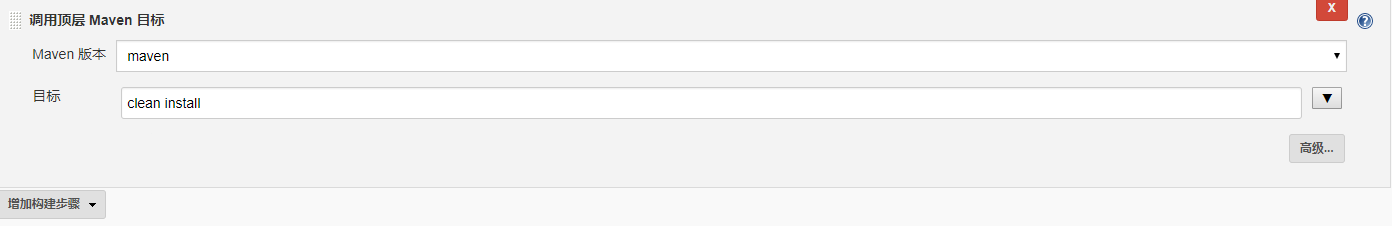 调用顶层 Maven 目标
X
Maven 版本
maven
目标
clean install
高级...
增加构建步骤